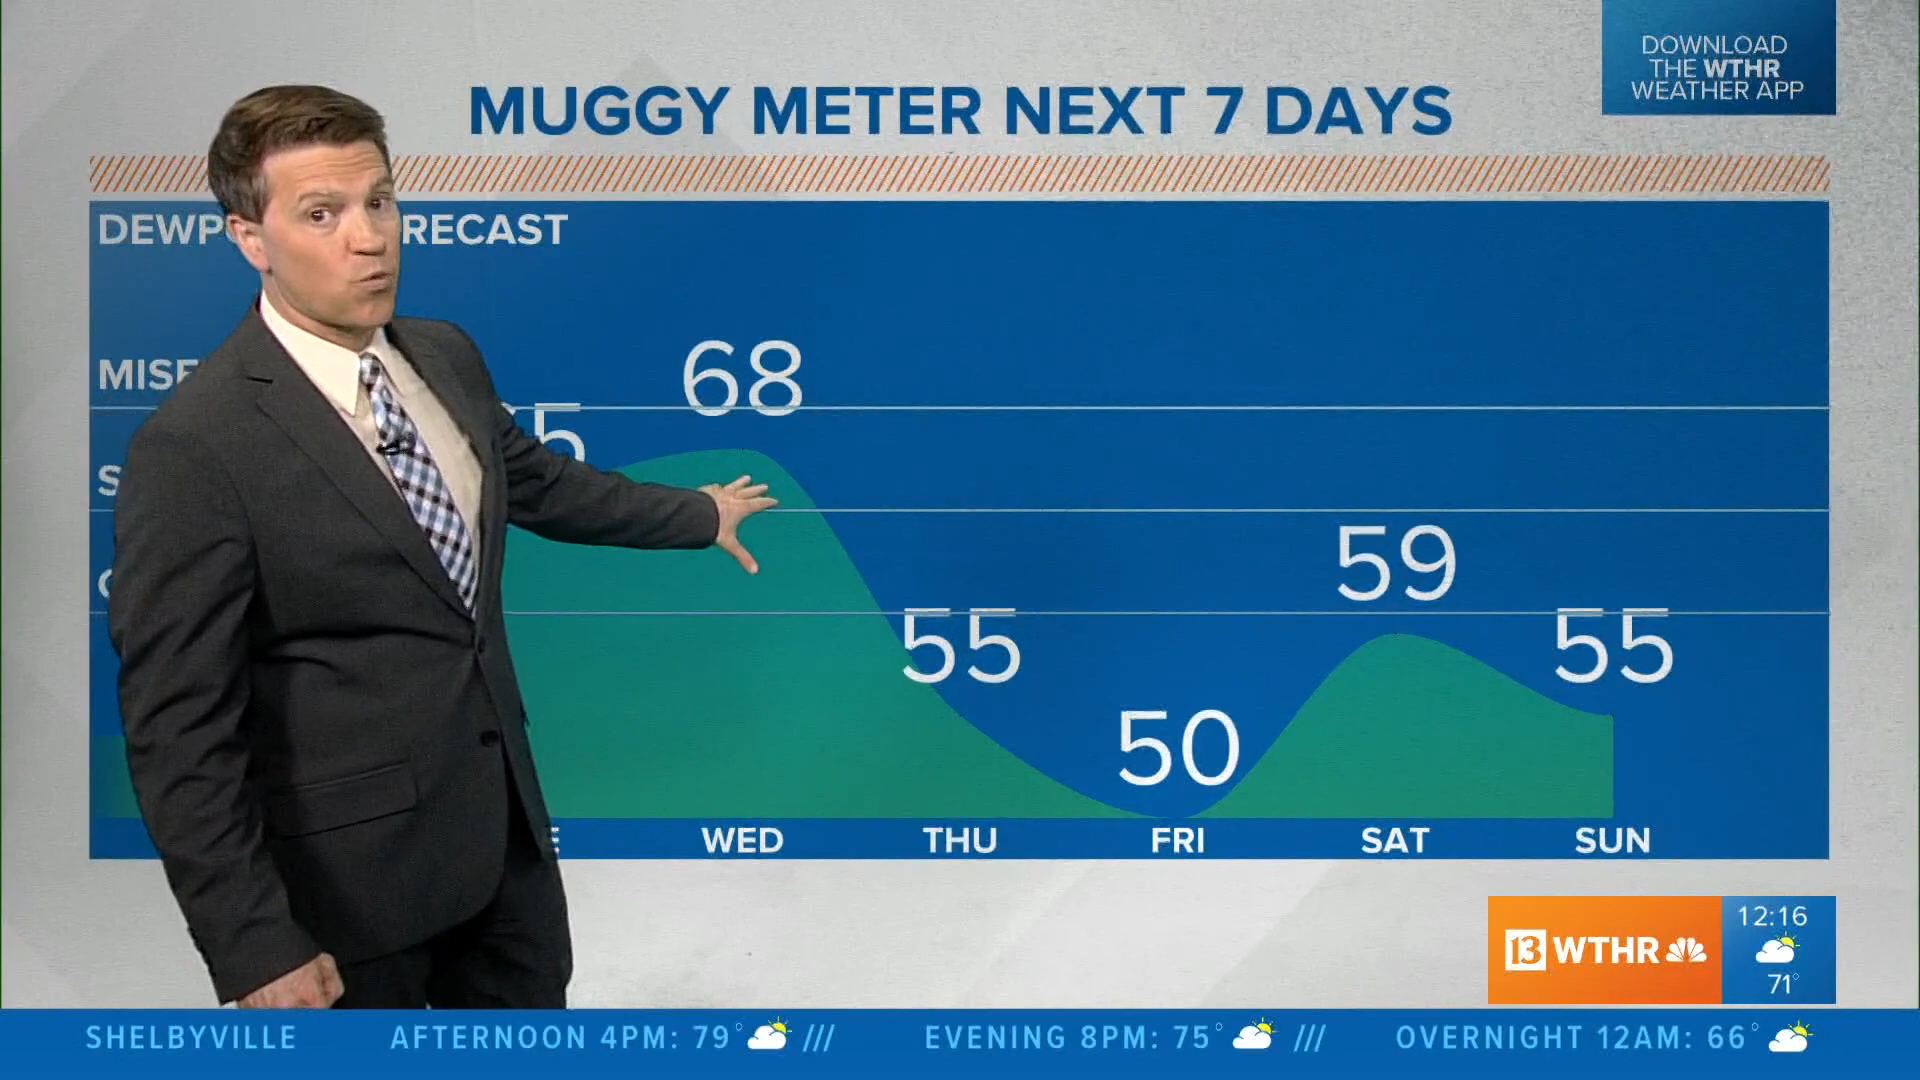 DOWNLOAD
THE WTHR
WEATHER APP
MUGGY METER NEXT 7 DAYS
68
59
55
55
50
WED THU FRI SAT SUN
12:16
13 WTHR
71°
SHELBYVILLE AFTERNOON 4PM: 79° /// EVENING 8PM: 75° /// OVERNIGHT 12AM: 66°